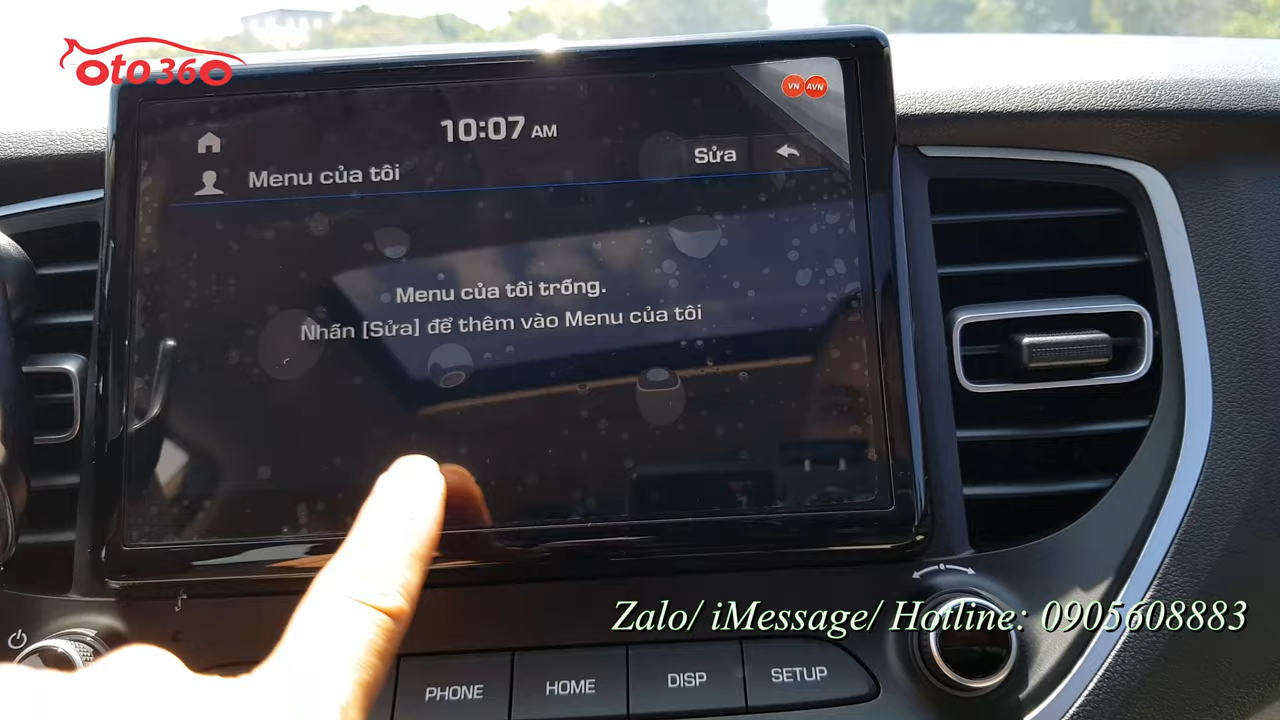 oto360
VN AVN
10:07 AM
Sửa
Menu của tôi
Menu của tôi trống.
Nhấn [Sửa] để thêm vào Menu của tôi
Zalo/ iMessage/ Hotline: 0905608883
PHONE
HOME
DISP
SETUP